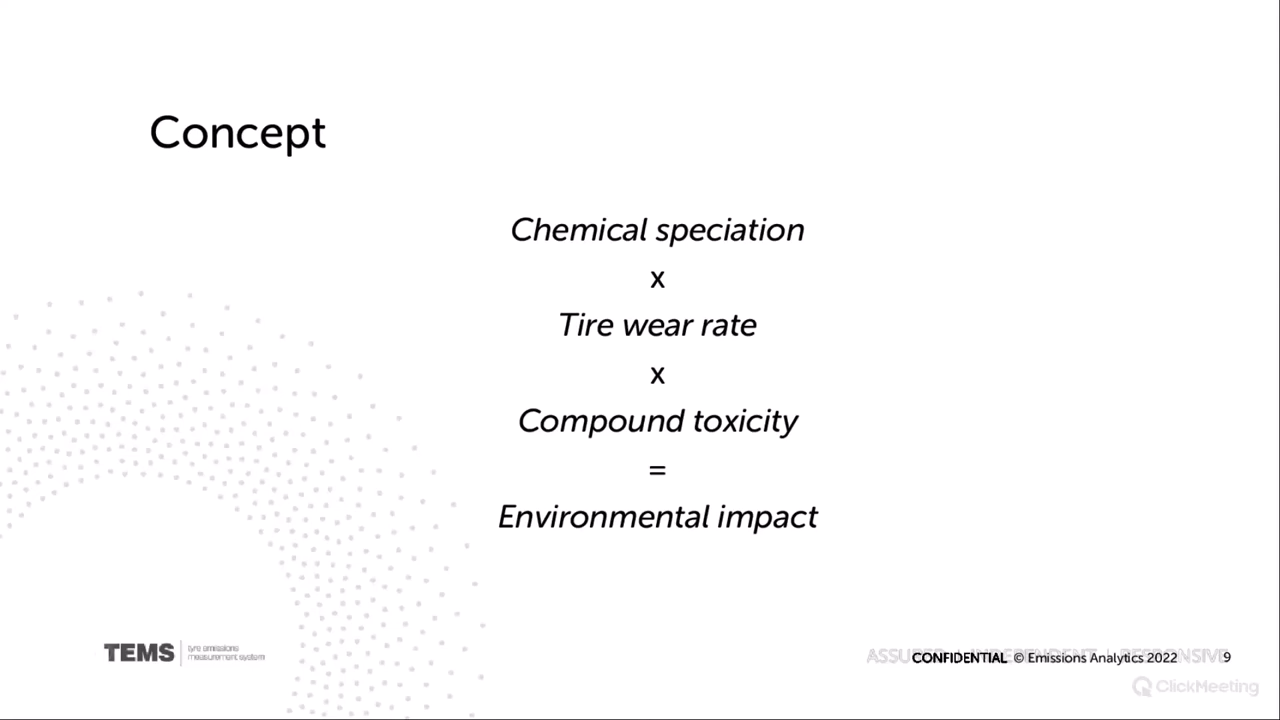 Concept
Chemical speciation
x
Tire wear rate
x
Compound toxicity
=
Environmental impact
TEMS
tyre emissions
measurement system
CONFIDENTIAL © Emissions Analytics 2022
9
ClickMeeting